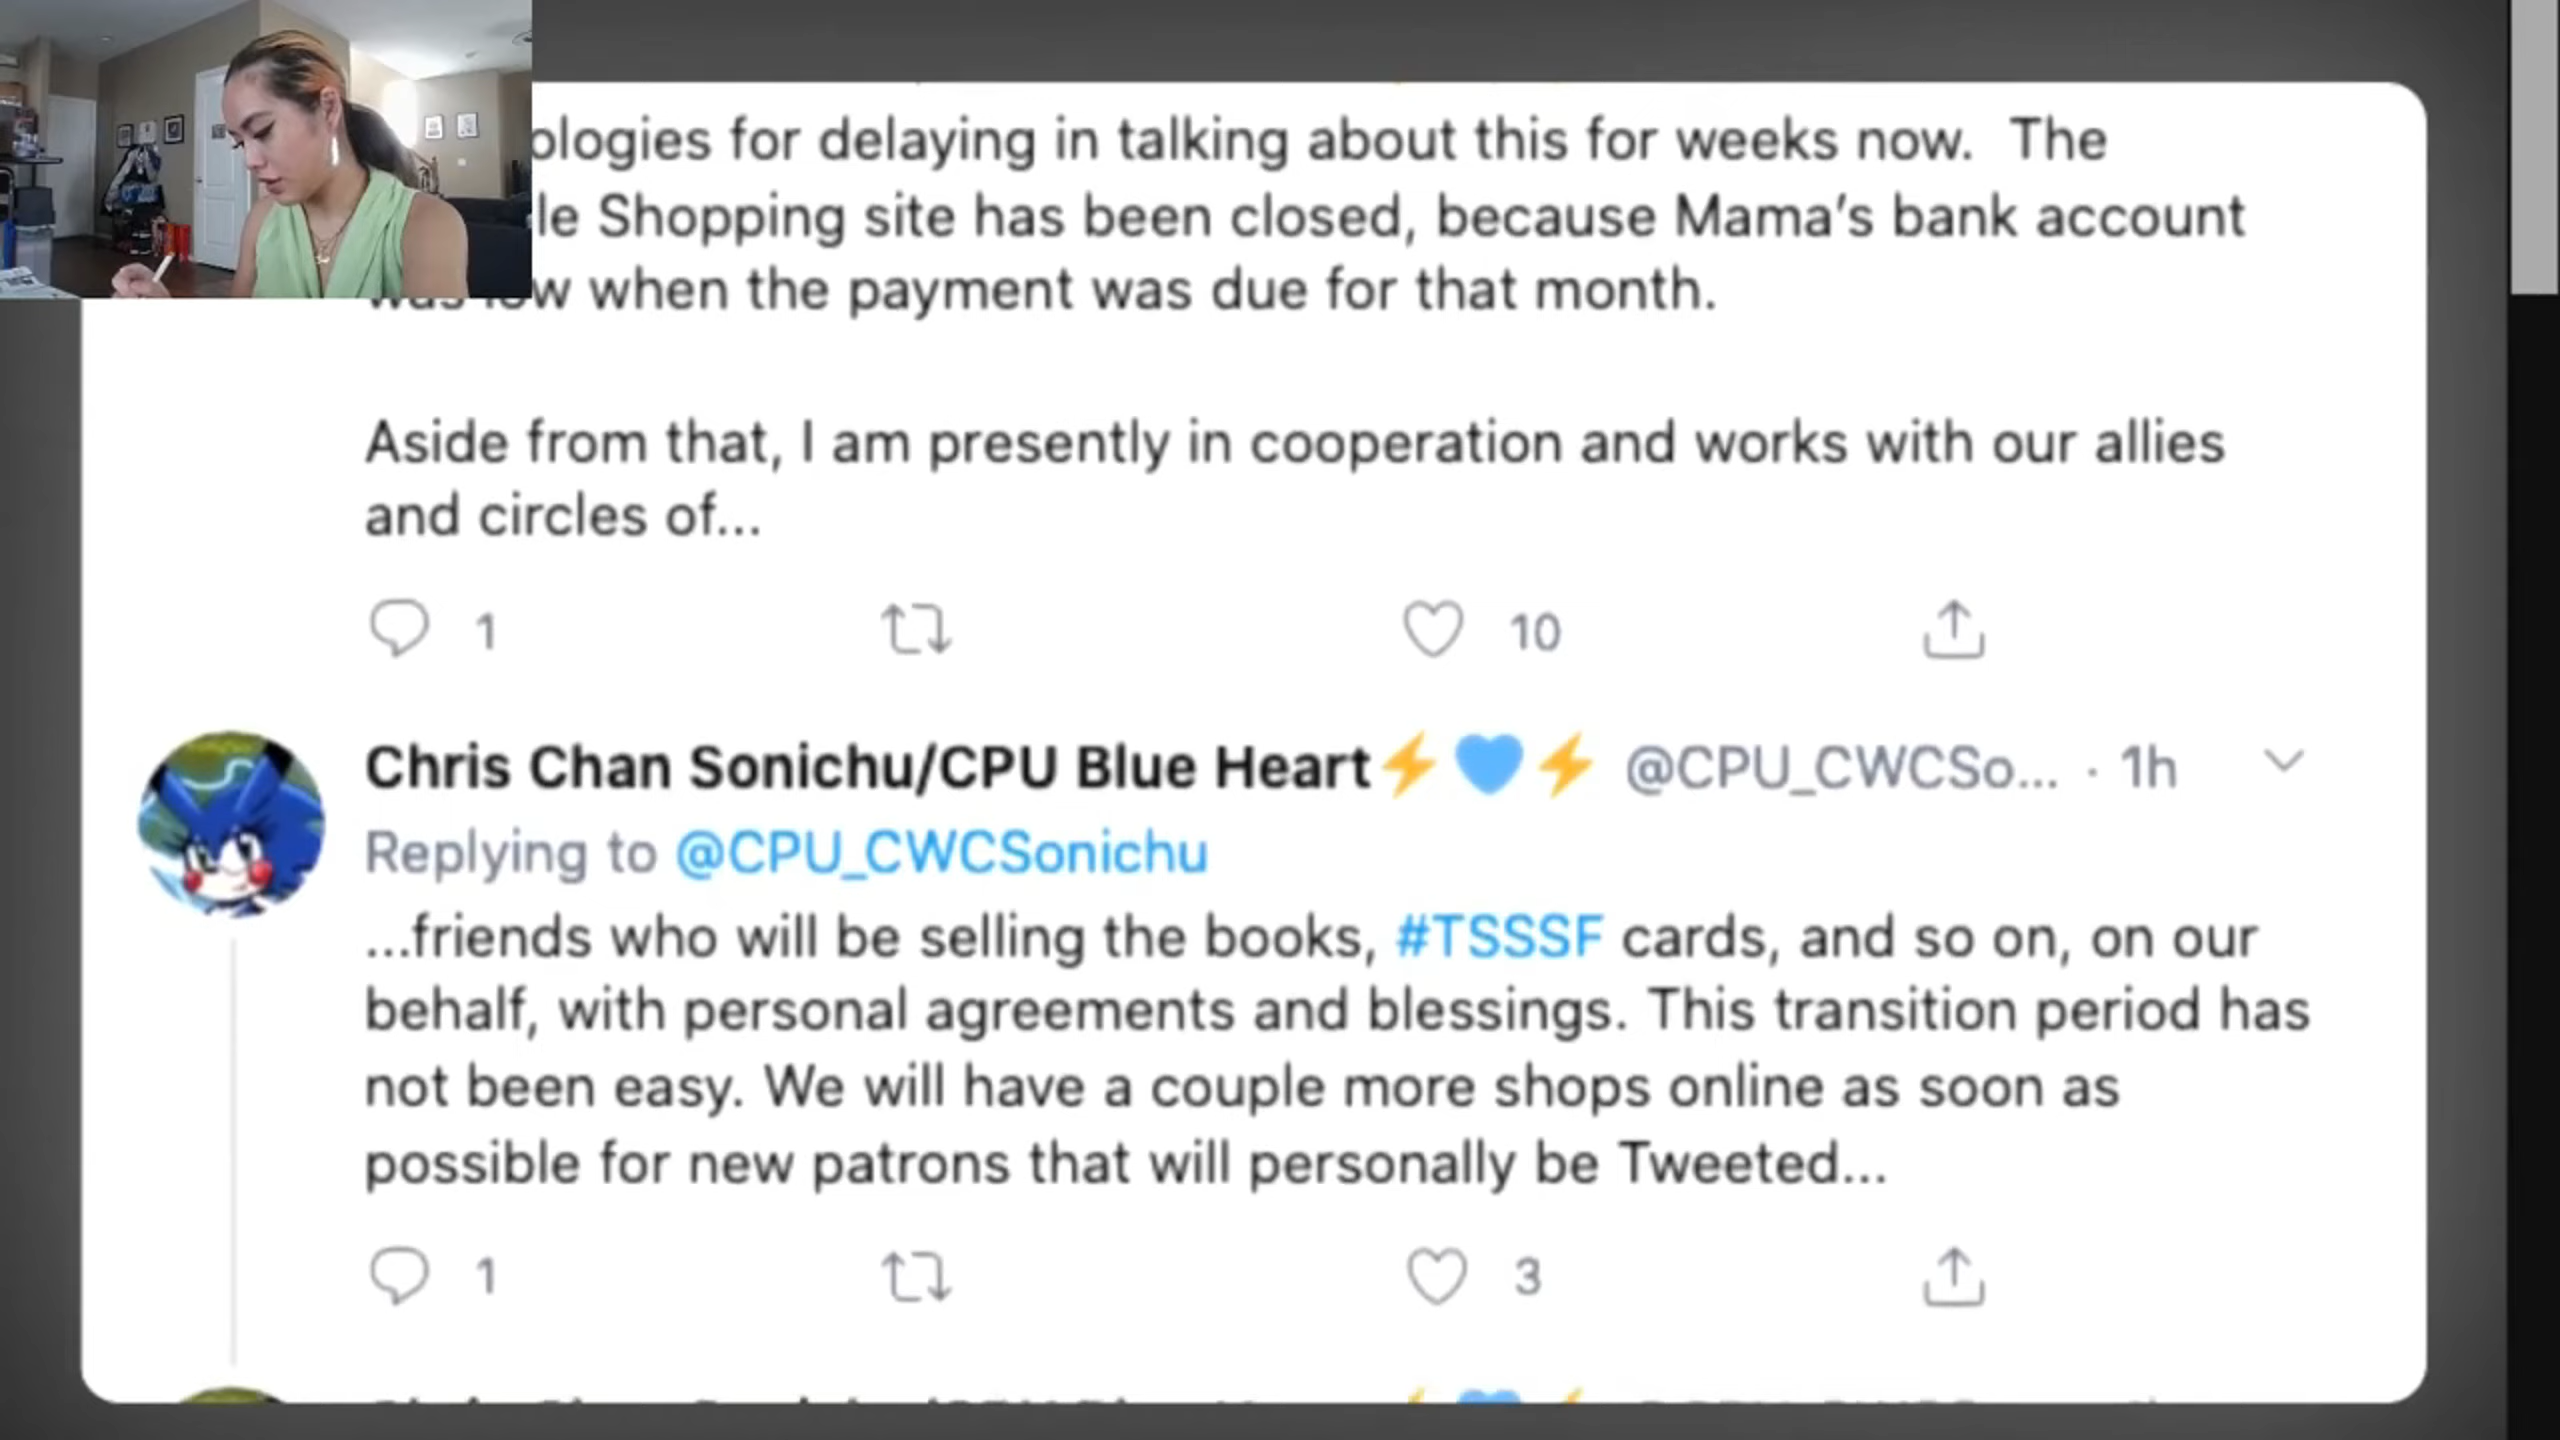 ologies for delaying in talking about this for weeks now. The
le Shopping site has been closed, because Mama's bank account
w when the payment was due for that month.
Aside from that, I am presently in cooperation and works with our allies
and circles of...
1 10
Chris Chan Sonichu/CPU Blue Heart⚡💙⚡ @CPU_CWCSo... · 1h
Replying to @CPU_CWCSonichu
...friends who will be selling the books, #TSSSF cards, and so on, on our
behalf, with personal agreements and blessings. This transition period has
not been easy. We will have a couple more shops online as soon as
possible for new patrons that will personally be Tweeted...
1 3